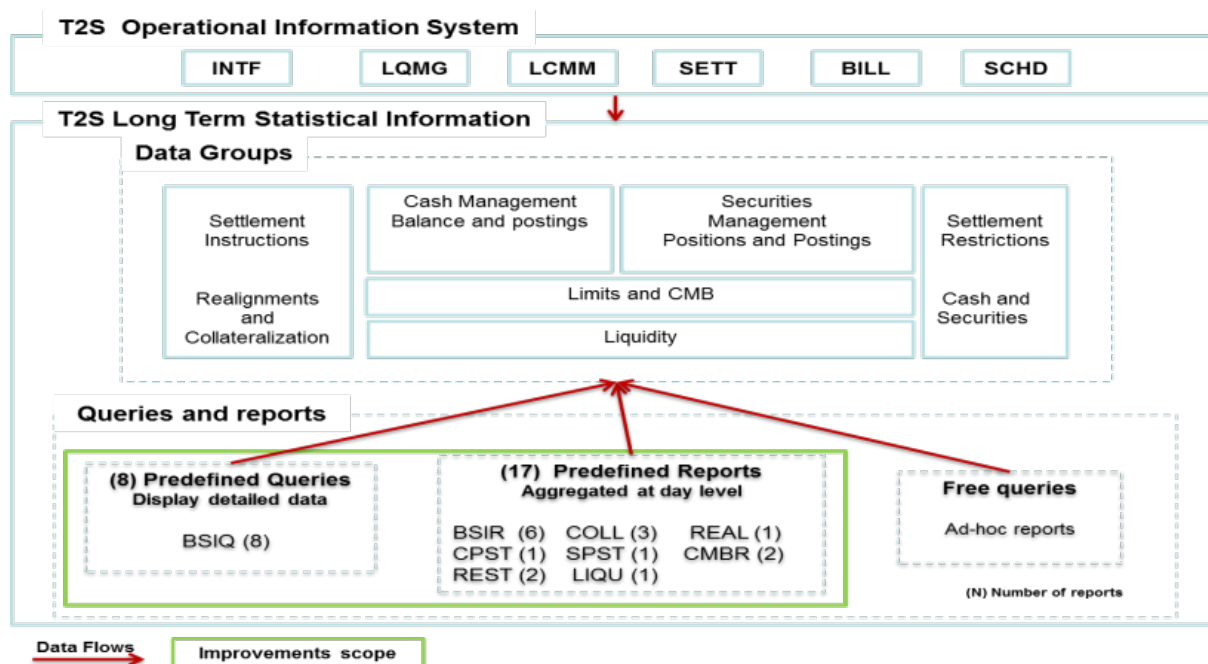 T2S Operational Information System
INTF
LQMG
LCMM
SETT
BILL
SCHD
T2S Long Term Statistical Information
Data Groups
Settlement
Instructions
Realignments
and
Collateralization
Cash Management
Balance and postings
Securities
Management
Positions and Postings
Limits and CMB
Liquidity
Settlement
Restrictions
Cash and
Securities
Queries and reports
(8) Predefined Queries
Display detailed data
BSIQ (8)
(17) Predefined Reports
Aggregated at day level
BSIR (6) COLL (3) REAL (1)
CPST (1) SPST (1) CMBR (2)
REST (2) LIQU (1)
Free queries
Ad-hoc reports
(N) Number of reports
Data Flows
Improvements scope